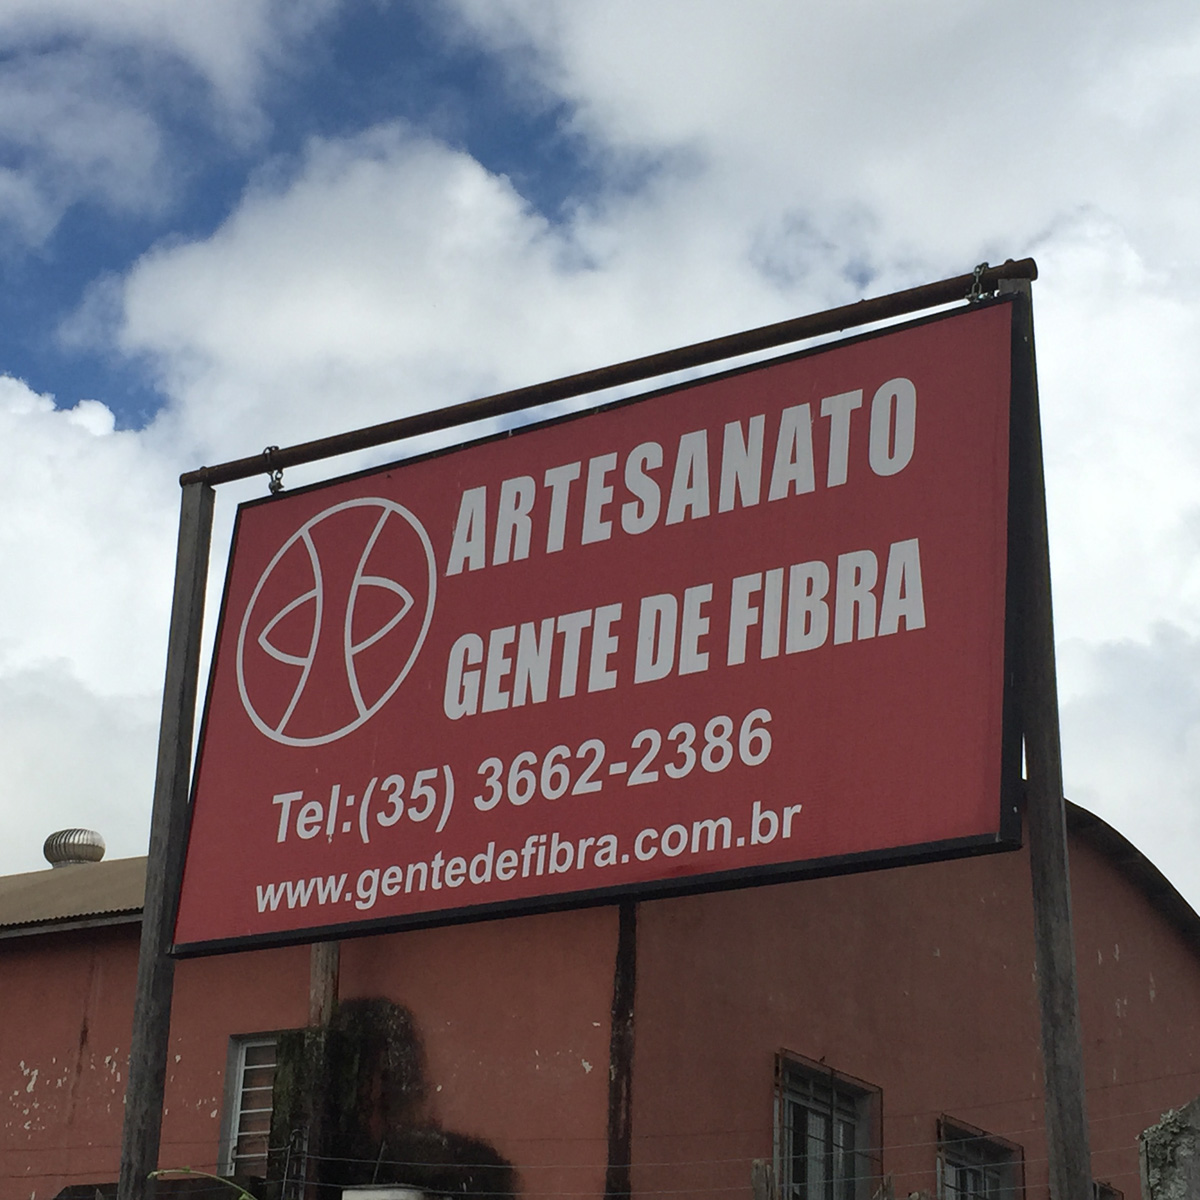 ARTESANATO
GENTE DE FIBRA
Tel:(35) 3662-2386
www.gentedefibra.com.br